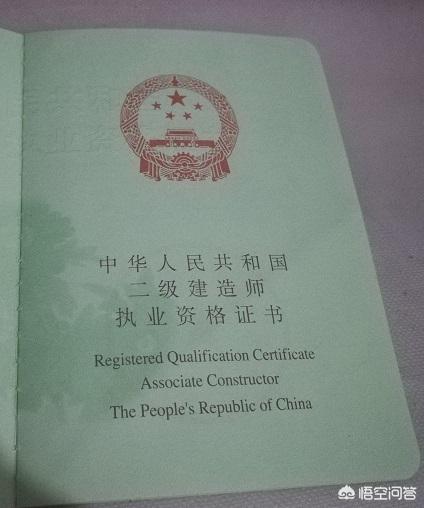 中华人民共和国
二级建造师
执业资格证书
Registered Qualification Certificate
Associate Constructor
The People's Republic of China
悟空问答